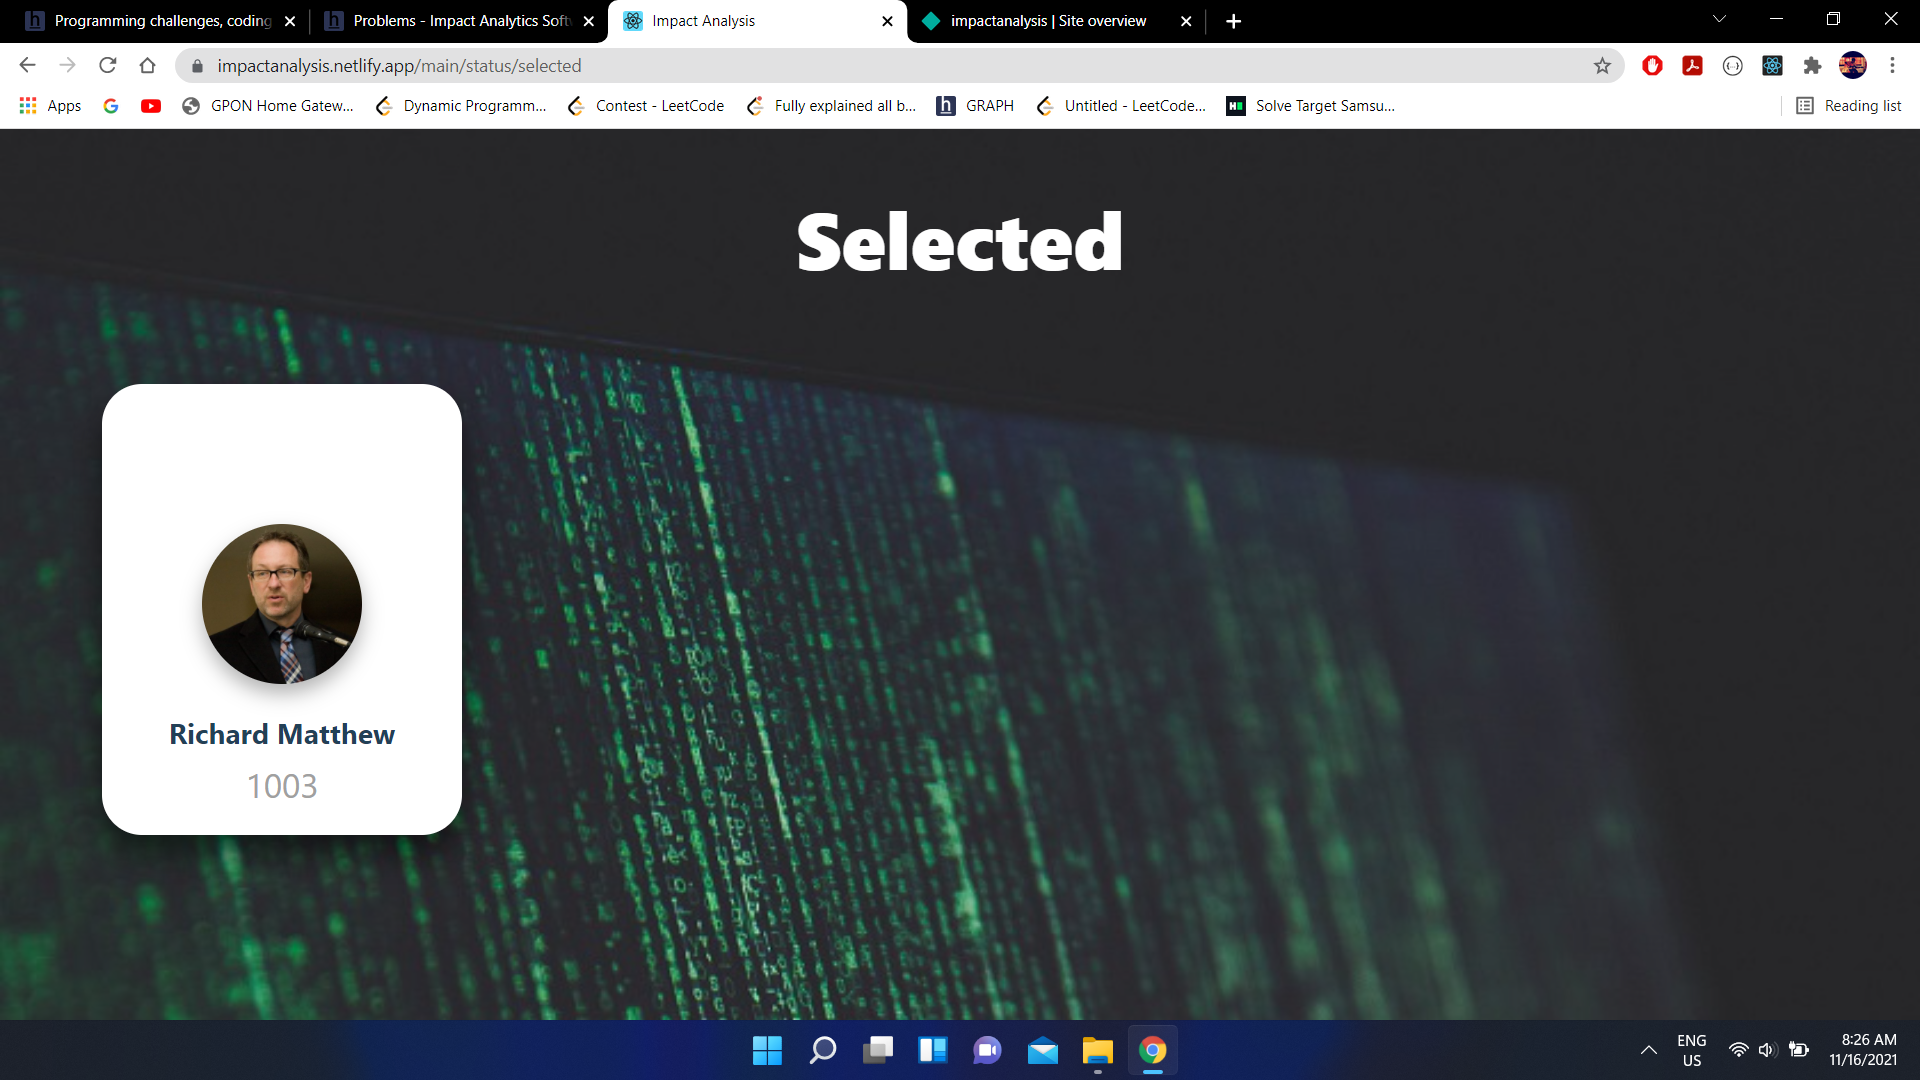 Programming challenges, coding
Problems - Impact Analytics Soft
Impact Analysis
impactanalysis | Site overview
impactanalysis.netlify.app/main/status/selected
Apps
GPON Home Gatew...
Dynamic Programm...
Contest - LeetCode
Fully explained all b...
GRAPH
Untitled - LeetCode...
Solve Target Samsu...
Reading list
Selected
Richard Matthew
1003
ENG
US
8:26 AM
11/16/2021